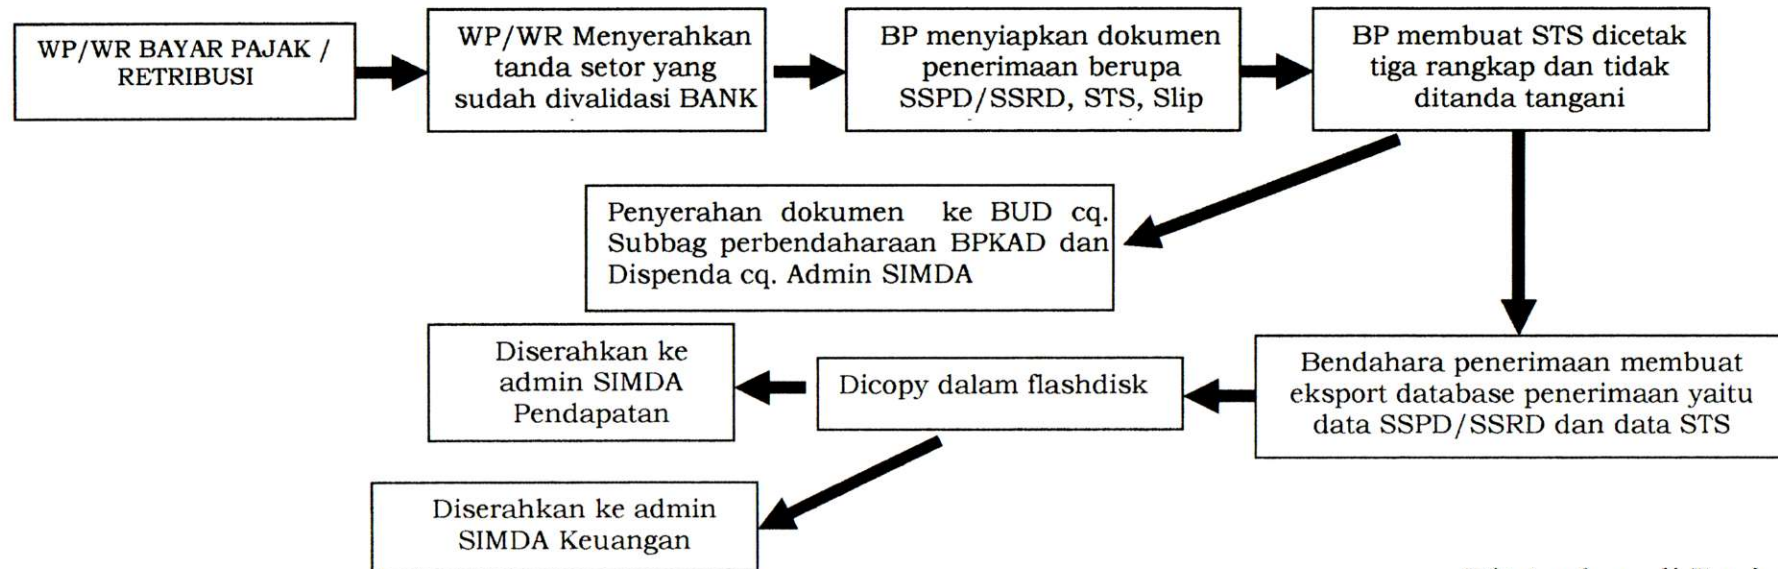 WP/WR BAYAR PAJAK /
RETRIBUSI
WP/WR Menyerahkan
tanda setor yang
sudah divalidasi BANK
BP menyiapkan dokumen
penerimaan berupa
SSPD/SSRD, STS, Slip
BP membuat STS dicetak
tiga rangkap dan tidak
ditanda tangani
Penyerahan dokumen ke BUD cq.
Subbag perbendaharaan BPKAD dan
Dispenda cq. Admin SIMDA
Bendahara penerimaan membuat
eksport database penerimaan yaitu
data SSPD/SSRD dan data STS
Dicopy dalam flashdisk
Diserahkan ke
admin SIMDA
Pendapatan
Diserahkan ke admin
SIMDA Keuangan